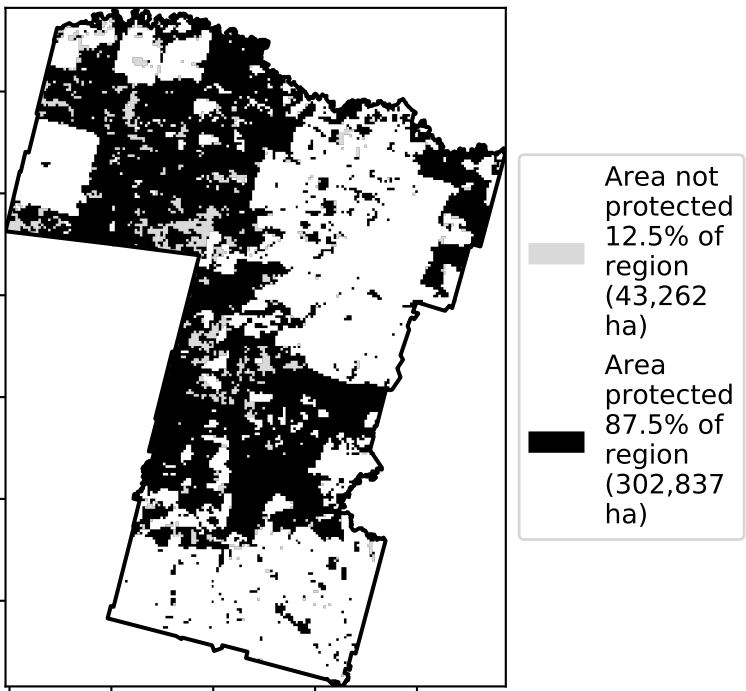 Area not
protected
12.5% of
region
(43,262
ha)
Area
protected
87.5% of
region
(302,837
ha)